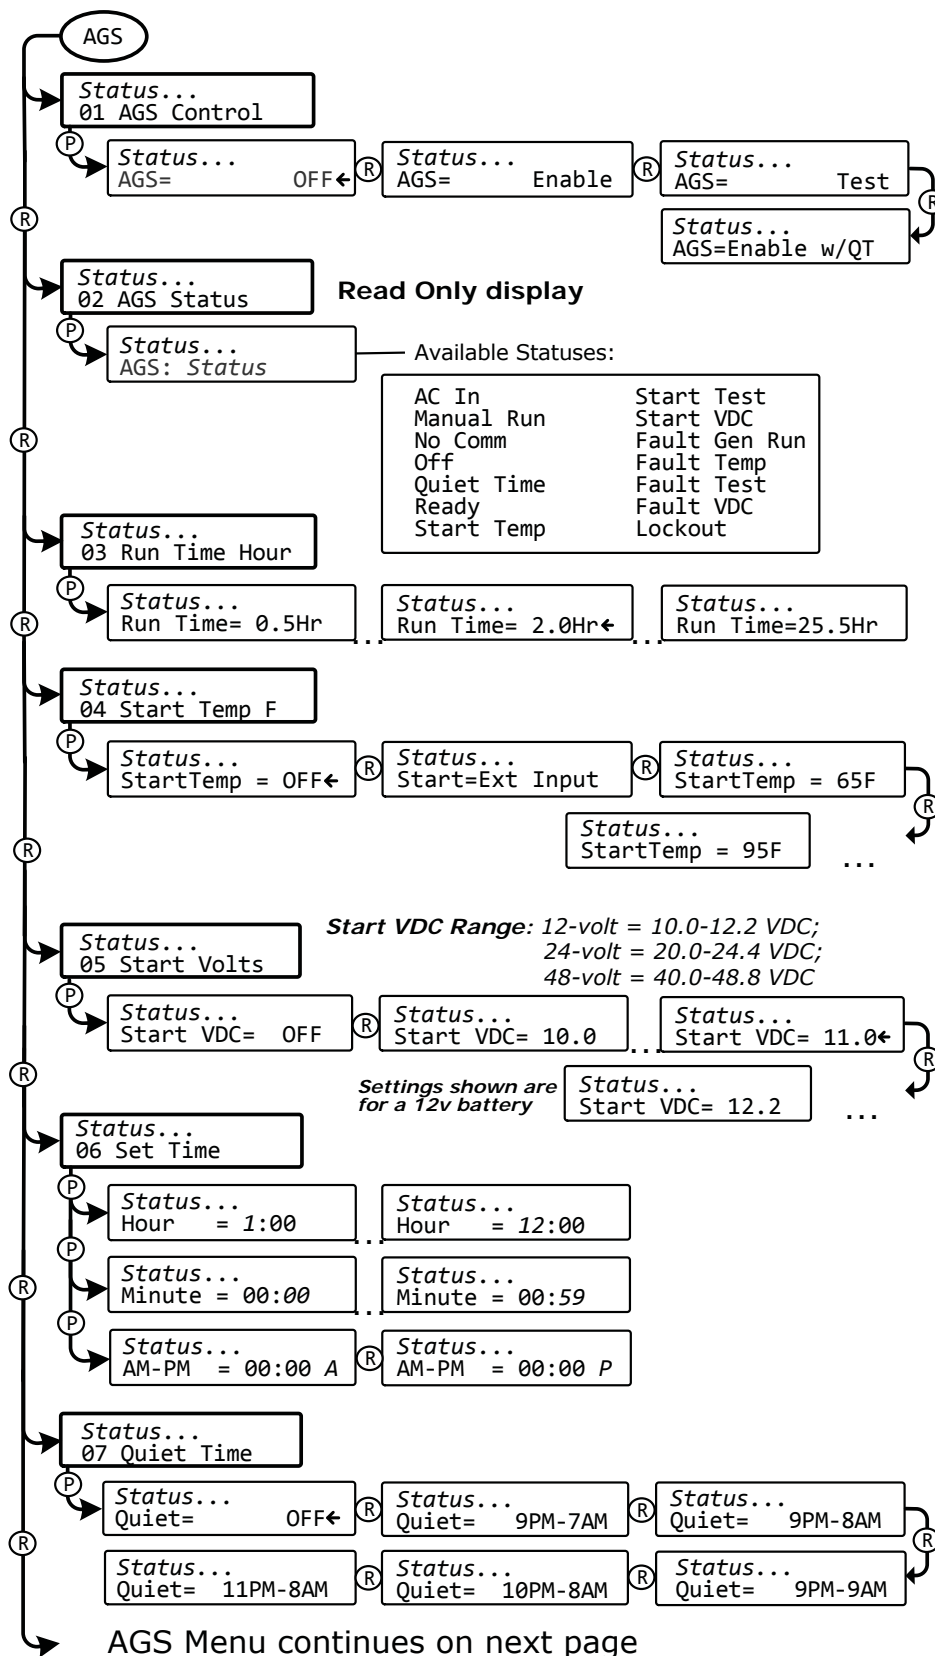 AGS
Status...
01 AGS Control
P
Status...
AGS= OFF←
R
Status...
AGS= Enable
R
Status...
AGS= Test
R
Status...
AGS=Enable w/QT
R
Status...
02 AGS Status
Read Only display
P
Status...
AGS: Status
Available Statuses:
AC In
Manual Run
No Comm
Off
Quiet Time
Ready
Start Temp
Start Test
Start VDC
Fault Gen Run
Fault Temp
Fault Test
Fault VDC
Lockout
R
Status...
03 Run Time Hour
P
Status...
Run Time= 0.5Hr
...
Status...
Run Time= 2.0Hr←
...
Status...
Run Time=25.5Hr
R
Status...
04 Start Temp F
P
Status...
StartTemp = OFF←
R
Status...
Start=Ext Input
R
Status...
StartTemp = 65F
R
Status...
StartTemp = 95F
...
R
Start VDC Range: 12-volt = 10.0-12.2 VDC;
24-volt = 20.0-24.4 VDC;
48-volt = 40.0-48.8 VDC
Status...
05 Start Volts
P
Status...
Start VDC= OFF
R
Status...
Start VDC= 10.0
...
Status...
Start VDC= 11.0←
R
Settings shown are
for a 12v battery
Status...
Start VDC= 12.2
...
R
Status...
06 Set Time
P
Status...
Hour = 1:00
...
Status...
Hour = 12:00
P
Status...
Minute = 00:00
...
Status...
Minute = 00:59
R
P
Status...
AM-PM = 00:00 A
R
Status...
AM-PM = 00:00 P
Status...
07 Quiet Time
P
Status...
Quiet= OFF←
R
Status...
Quiet= 9PM-7AM
R
Status...
Quiet= 9PM-8AM
R
R
Status...
Quiet= 11PM-8AM
R
Status...
Quiet= 10PM-8AM
R
Status...
Quiet= 9PM-9AM
AGS Menu continues on next page